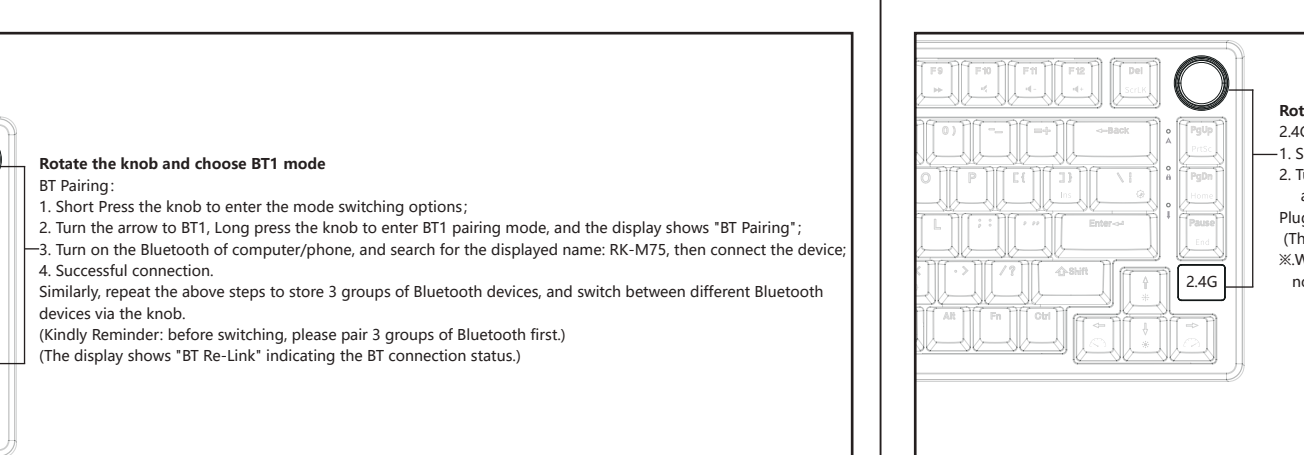 Rotate the knob and choose BT1 mode
BT Pairing:
1. Short Press the knob to enter the mode switching options;
2. Turn the arrow to BT1, Long press the knob to enter BT1 pairing mode, and the display shows "BT Pairing";
3. Turn on the Bluetooth of computer/phone, and search for the displayed name: RK-M75, then connect the device;
4. Successful connection.
Similarly, repeat the above steps to store 3 groups of Bluetooth devices, and switch between different Bluetooth
devices via the knob.
(Kindly Reminder: before switching, please pair 3 groups of Bluetooth first.)
(The display shows "BT Re-Link" indicating the BT connection status.)
F9 F10 F11 F12 Del
ScrLK
0 ) -_ =+ <-Back A PgUp
PrtSc
O P [{ ]} \| PgDn
Ins Home
L ; : ' " Enter Pause
End
. > / ? Shift 2.4G
Alt Fn Ctrl
2.4G
1. S
2. Tu
Plug
(Th
※.W